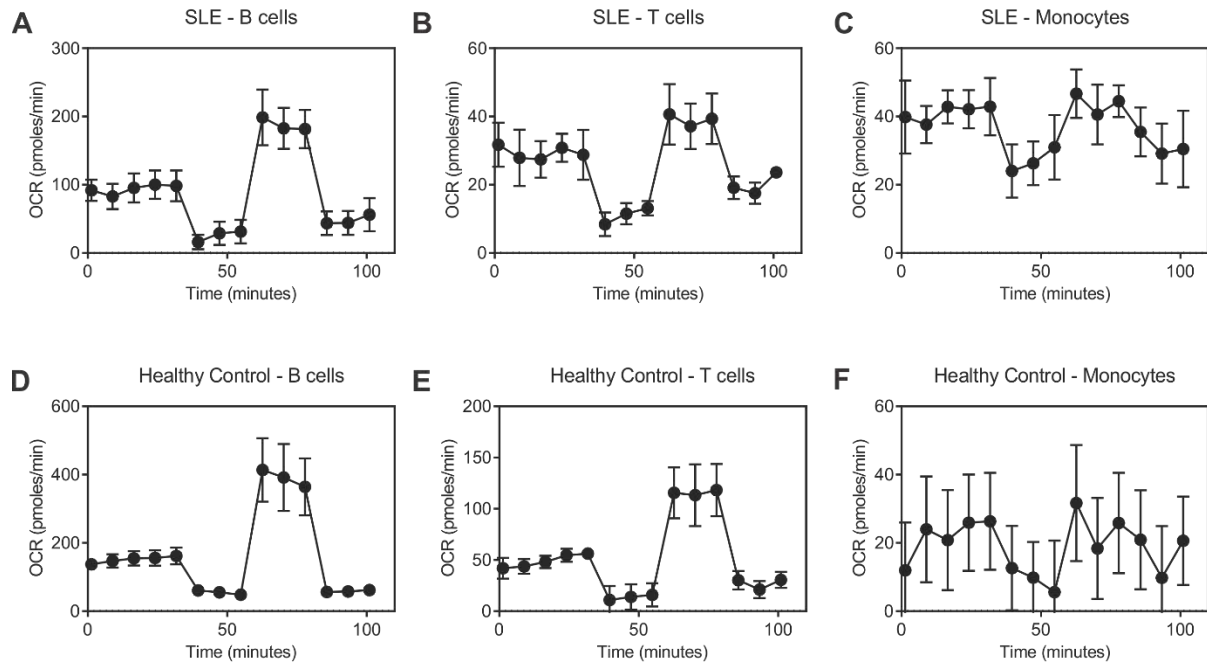 A SLE - B cells
300
200
100
0
OCR (pmoles/min)
0 50 100
Time (minutes)
B SLE - T cells
60
40
20
0
OCR (pmoles/min)
0 50 100
Time (minutes)
C SLE - Monocytes
60
40
20
0
OCR (pmoles/min)
0 50 100
Time (minutes)
D Healthy Control - B cells
600
400
200
0
OCR (pmoles/min)
0 50 100
Time (minutes)
E Healthy Control - T cells
200
150
100
50
0
OCR (pmoles/min)
0 50 100
Time (minutes)
F Healthy Control - Monocytes
60
40
20
0
OCR (pmoles/min)
0 50 100
Time (minutes)